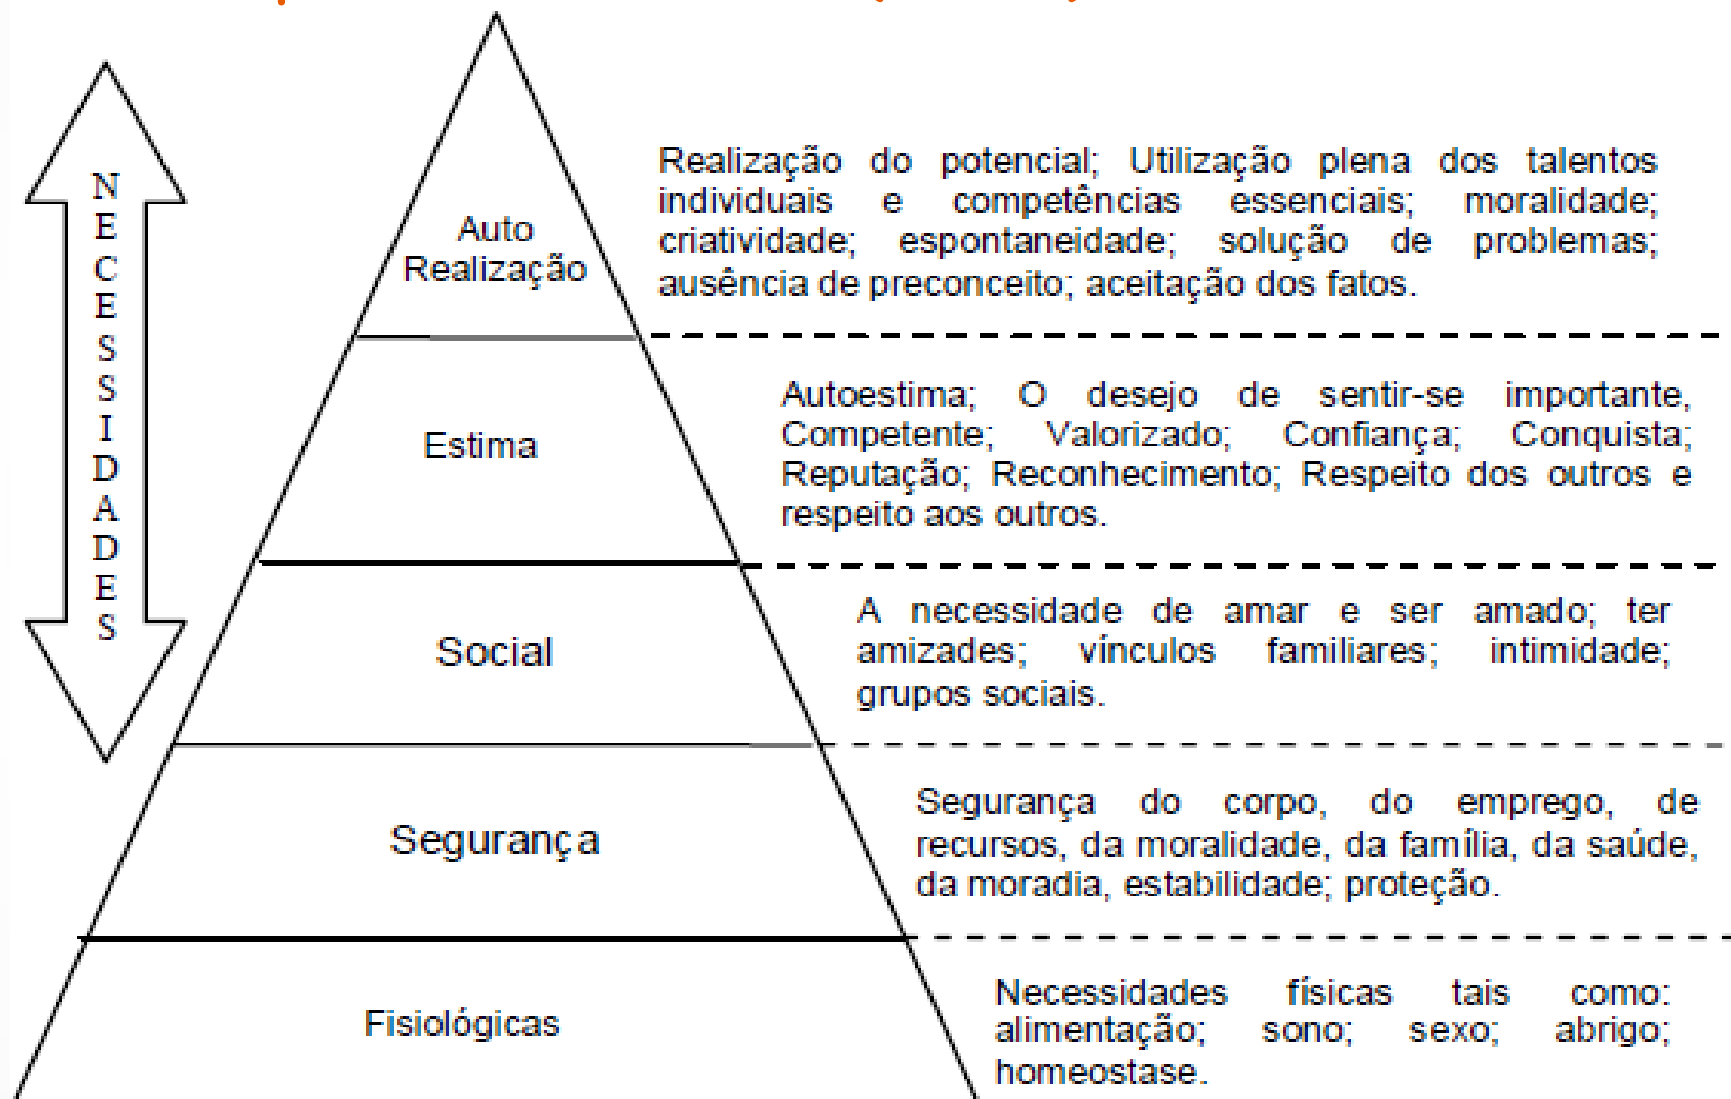 NECESSIDADES
Auto
Realização
Realização do potencial; Utilização plena dos talentos
individuais e competências essenciais; moralidade;
criatividade; espontaneidade; solução de problemas;
ausência de preconceito; aceitação dos fatos.
Estima
Autoestima; O desejo de sentir-se importante,
Competente; Valorizado; Confiança; Conquista;
Reputação; Reconhecimento; Respeito dos outros e
respeito aos outros.
Social
A necessidade de amar e ser amado; ter
amizades; vínculos familiares; intimidade;
grupos sociais.
Segurança
Segurança do corpo, do emprego, de
recursos, da moralidade, da família, da saúde,
da moradia, estabilidade; proteção.
Fisiológicas
Necessidades físicas tais como:
alimentação; sono; sexo; abrigo;
homeostase.